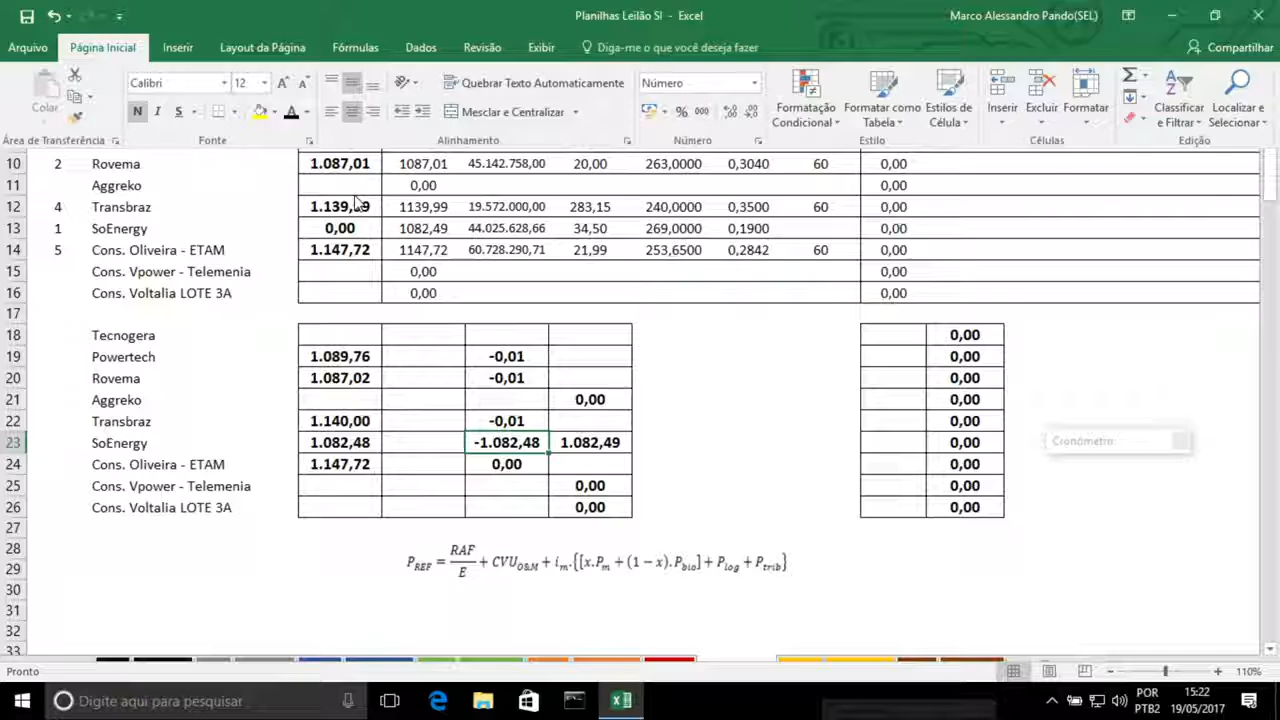 Planilhas Leilão SI - Excel
Marco Alessandro Pando(SEL)
Arquivo Página Inicial Inserir Layout da Página Fórmulas Dados Revisão Exibir Diga-me o que você deseja fazer Compartilhar
Colar
Calibri 12
N I S
A
Quebrar Texto Automaticamente
Mesclar e Centralizar
Número
% 000
Formatação Condicional
Formatar como Tabela
Estilos de Célula
Inserir Excluir Formatar
Classificar e Filtrar
Localizar e Selecionar
Área de Transferência Fonte Alinhamento Número Estilo Células Edição
10 2 Rovema 1.087,01 1087,01 45.142.758,00 20,00 263,0000 0,3040 60 0,00
11 Aggreko 0,00 0,00
12 4 Transbraz 1139,99 19.572.000,00 283,15 240,0000 0,3500 60 0,00
13 1 SoEnergy 0,00 1082,49 44.025.628,66 34,50 269,0000 0,1900 0,00
14 5 Cons. Oliveira - ETAM 1.147,72 1147,72 60.728.290,71 21,99 253,6500 0,2842 60 0,00
15 Cons. Vpower - Telemenia 0,00 0,00
16 Cons. Voltalia LOTE 3A 0,00 0,00
17
18 Tecnogera 0,00
19 Powertech 1.089,76 -0,01 0,00
20 Rovema 1.087,02 -0,01 0,00
21 Aggreko 0,00 0,00
22 Transbraz 1.140,00 -0,01 0,00
23 SoEnergy 1.082,48 -1.082,48 1.082,49 0,00 Cronômetro
24 Cons. Oliveira - ETAM 1.147,72 0,00 0,00
25 Cons. Vpower - Telemenia 0,00 0,00
26 Cons. Voltalia LOTE 3A 0,00 0,00
27
28
29
P_REF = RAF/E + CVU_O&M + i_m.{[x.P_m + (1 − x).P_bio] + P_log + P_trib}
30
31
32
33
Pronto 110%
Digite aqui para pesquisar
POR 15:22
PTB2 19/05/2017